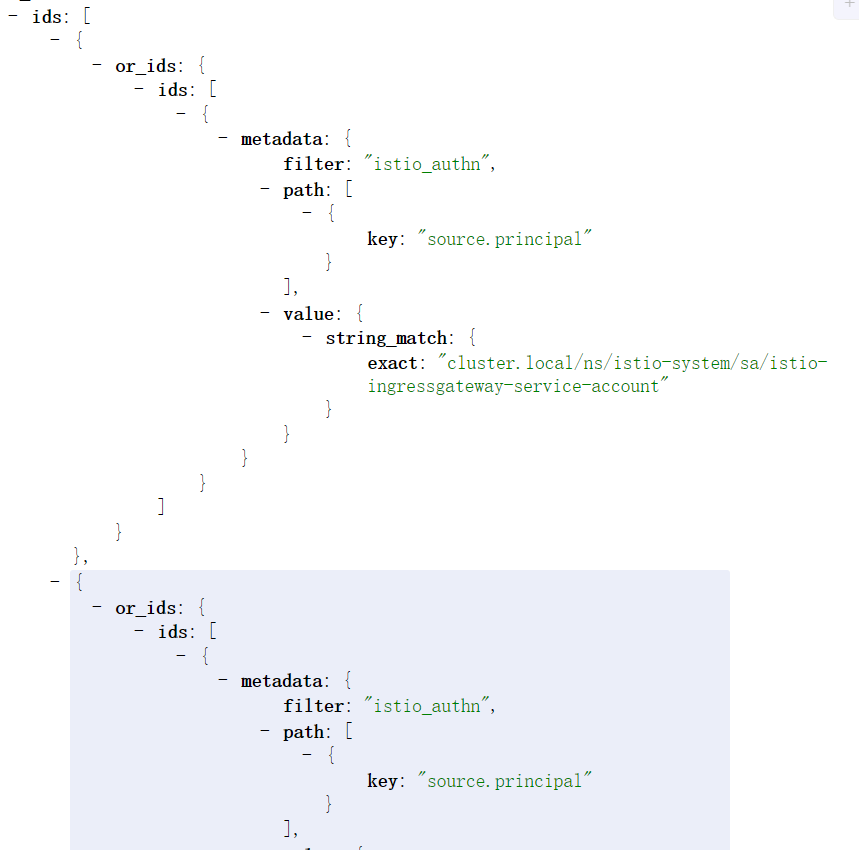 - ids: [
- {
- or_ids: {
- ids: [
- {
- metadata: {
filter: "istio_authn",
- path: [
- {
key: "source.principal"
}
],
- value: {
- string_match: {
exact: "cluster.local/ns/istio-system/sa/istio-
ingressgateway-service-account"
}
}
}
}
]
}
},
- {
- or_ids: {
- ids: [
- {
- metadata: {
filter: "istio_authn",
- path: [
- {
key: "source.principal"
}
],